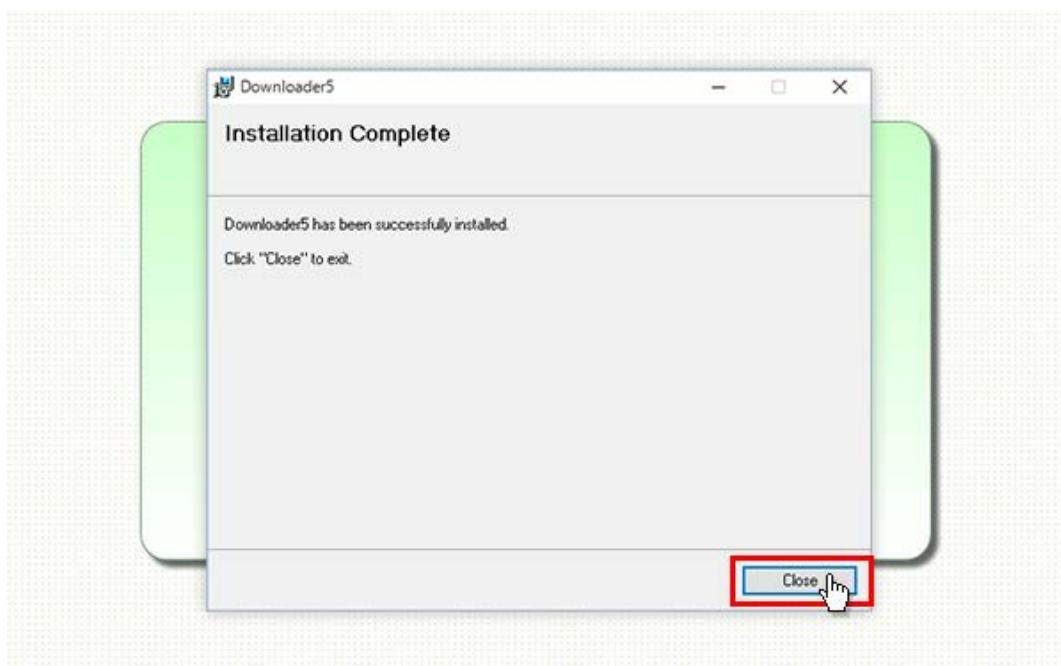 Downloader5
Installation Complete
Downloader5 has been successfully installed.
Click "Close" to exit.
Close